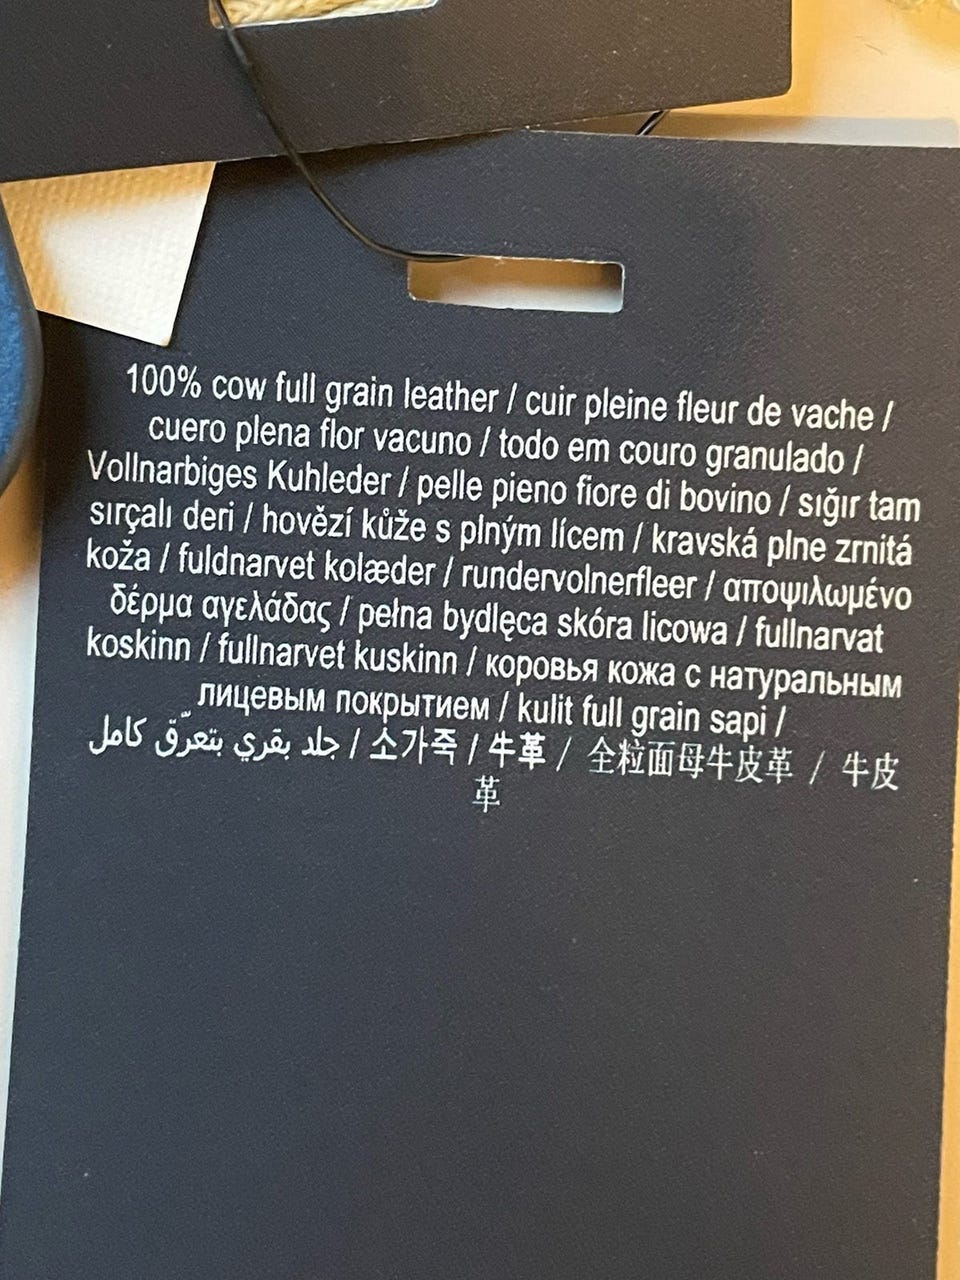 100% cow full grain leather / cuir pleine fleur de vache /
cuero plena flor vacuno / todo em couro granulado /
Vollnarbiges Kuhleder / pelle pieno fiore di bovino / sığır tam
sırçalı deri / hovězí kůže s plným lícem / kravská plne zrnitá
koža / fuldnarvet kolæder / rundervolnerfleer / αποψιλωμένο
δέρμα αγελάδας / pełna bydlęca skóra licowa / fullnarvat
koskinn / fullnarvet kuskinn / коровья кожа с натуральным
лицевым покрытием / kulit full grain sapi /
جلد بقري بتعرّق كامل / 소가죽 / 牛革 / 全粒面母牛皮革 / 牛皮
革